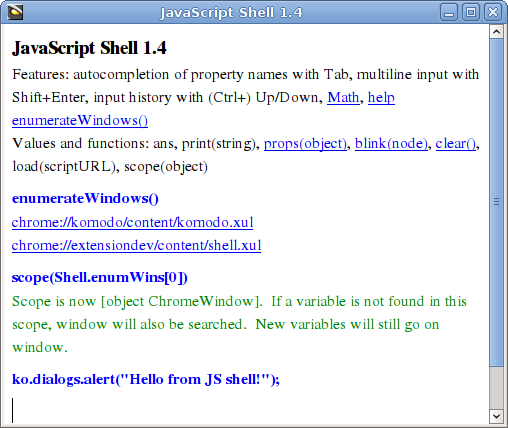 JavaScript Shell 1.4
JavaScript Shell 1.4
Features: autocompletion of property names with Tab, multiline input with
Shift+Enter, input history with (Ctrl+) Up/Down, Math, help
enumerateWindows()
Values and functions: ans, print(string), props(object), blink(node), clear(),
load(scriptURL), scope(object)
enumerateWindows()
chrome://komodo/content/komodo.xul
chrome://extensiondev/content/shell.xul
scope(Shell.enumWins[0])
Scope is now [object ChromeWindow]. If a variable is not found in this
scope, window will also be searched. New variables will still go on
window.
ko.dialogs.alert("Hello from JS shell!");